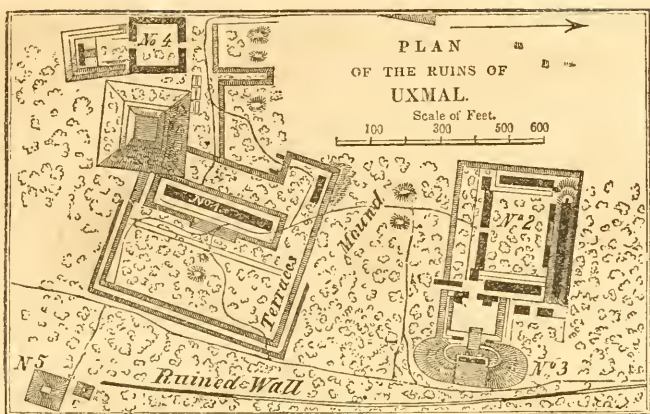 PLAN
OF THE RUINS OF
UXMAL.
Scale of Feet.
100 300 400 500 600
No 4
No 1
Terraces
Mound
No 2
No 3
No 5
Ruined Wall